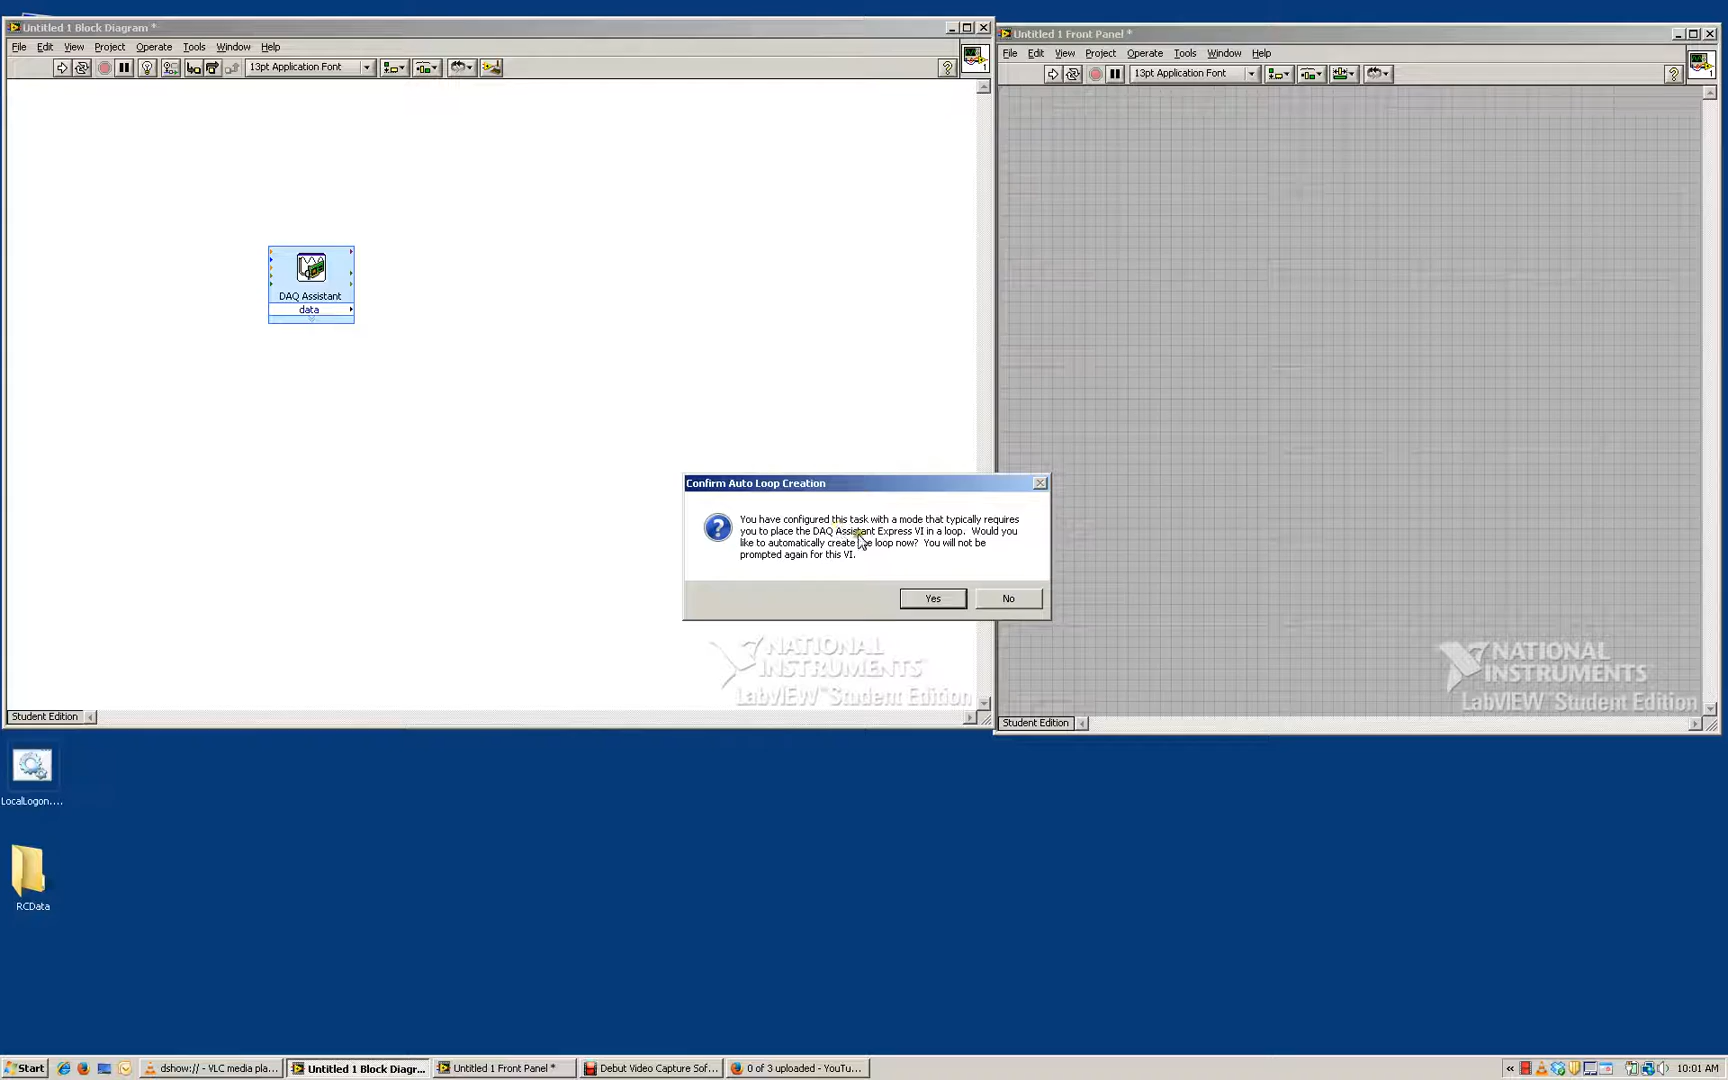 Untitled 1 Block Diagram *
File Edit View Project Operate Tools Window Help
13pt Application Font
1
DAQ Assistant
data
NATIONAL
INSTRUMENTS
LabVIEW™ Student Edition
Student Edition
Untitled 1 Front Panel *
File Edit View Project Operate Tools Window Help
13pt Application Font
1
NATIONAL
INSTRUMENTS
LabVIEW™ Student Edition
Student Edition
Confirm Auto Loop Creation
You have configured this task with a mode that typically requires
you to place the DAQ Assistant Express VI in a loop. Would you
like to automatically create the loop now? You will not be
prompted again for this VI.
Yes
No
LocalLogon....
RCData
Start
dshow:// - VLC media pla...
Untitled 1 Block Diagr...
Untitled 1 Front Panel *
Debut Video Capture Sof...
0 of 3 uploaded - YouTu...
10:01 AM